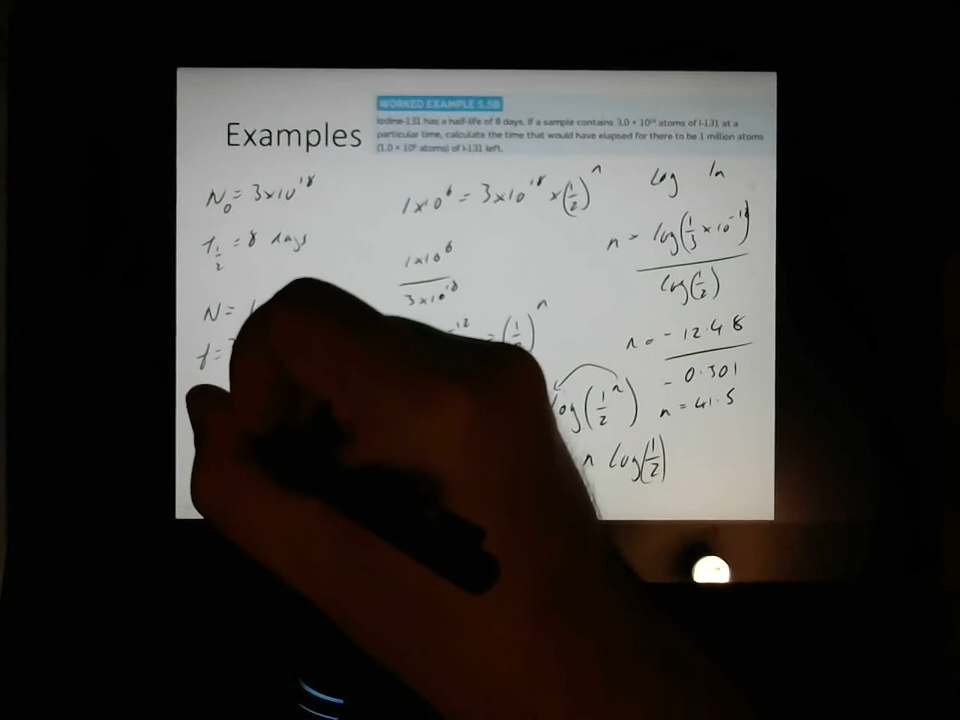 WORKED EXAMPLE 5.5B
Iodine-131 has a half-life of 8 days. If a sample contains 3.0 × 10¹⁸ atoms of I-131 at a
particular time, calculate the time that would have elapsed for there to be 1 million atoms
(1.0 × 10⁶ atoms) of I-131 left.
Examples
N₀ = 3×10¹⁸
T½ = 8 days
N =
t =
1×10⁶ = 3×10¹⁸ × (1/2)ⁿ
1×10⁶
3×10¹⁸
-12 = (1/2)ⁿ
log(1/2ⁿ)
n log(1/2)
log ln
n = log(1/3 × 10⁻¹²)
log(1/2)
n = -12.48
-0.301
n = 41.5